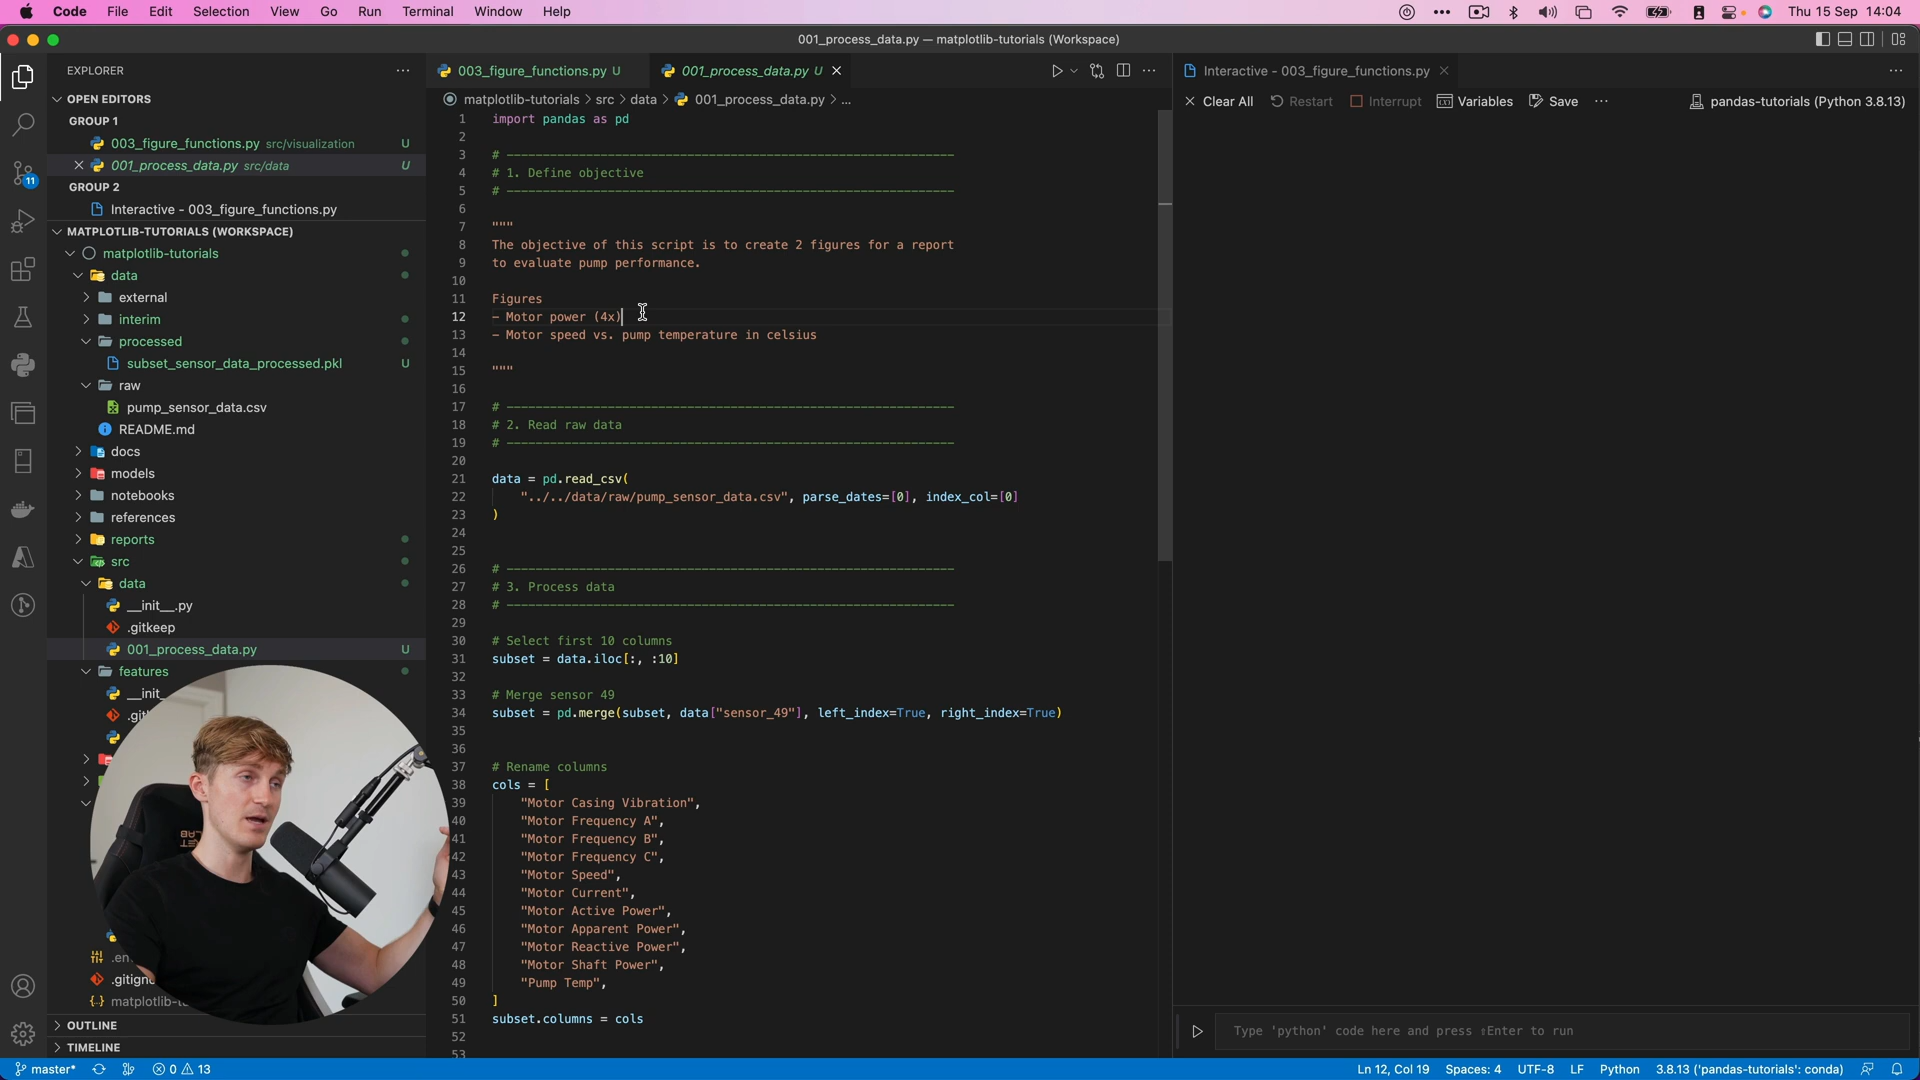 Code File Edit Selection View Go Run Terminal Window Help Thu 15 Sep 14:04
001_process_data.py — matplotlib-tutorials (Workspace)
EXPLORER
OPEN EDITORS
GROUP 1
003_figure_functions.py src/visualization U
001_process_data.py src/data U
GROUP 2
Interactive - 003_figure_functions.py
MATPLOTLIB-TUTORIALS (WORKSPACE)
matplotlib-tutorials
data
external
interim
processed
subset_sensor_data_processed.pkl U
raw
pump_sensor_data.csv
README.md
docs
models
notebooks
references
reports
src
data
__init__.py
.gitkeep
001_process_data.py U
features
__init_
OUTLINE
TIMELINE
11
003_figure_functions.py U 001_process_data.py U
matplotlib-tutorials > src > data > 001_process_data.py > ...
1 import pandas as pd
2
3 # --------------------------------------------------------------
4 # 1. Define objective
5 # --------------------------------------------------------------
6
7 """
8 The objective of this script is to create 2 figures for a report
9 to evaluate pump performance.
10
11 Figures
12 - Motor power (4x)
13 - Motor speed vs. pump temperature in celsius
14
15 """
16
17 # --------------------------------------------------------------
18 # 2. Read raw data
19 # --------------------------------------------------------------
20
21 data = pd.read_csv(
22 "../../data/raw/pump_sensor_data.csv", parse_dates=[0], index_col=[0]
23 )
24
25
26 # --------------------------------------------------------------
27 # 3. Process data
28 # --------------------------------------------------------------
29
30 # Select first 10 columns
31 subset = data.iloc[:, :10]
32
33 # Merge sensor 49
34 subset = pd.merge(subset, data["sensor_49"], left_index=True, right_index=True)
35
36
37 # Rename columns
38 cols = [
39 "Motor Casing Vibration",
40 "Motor Frequency A",
41 "Motor Frequency B",
42 "Motor Frequency C",
43 "Motor Speed",
44 "Motor Current",
45 "Motor Active Power",
46 "Motor Apparent Power",
47 "Motor Reactive Power",
48 "Motor Shaft Power",
49 "Pump Temp",
50 ]
51 subset.columns = cols
52
53
Interactive - 003_figure_functions.py
Clear All Restart Interrupt Variables Save ... pandas-tutorials (Python 3.8.13)
Type 'python' code here and press ⇧Enter to run
master* 0 13 Ln 12, Col 19 Spaces: 4 UTF-8 LF Python 3.8.13 ('pandas-tutorials': conda)